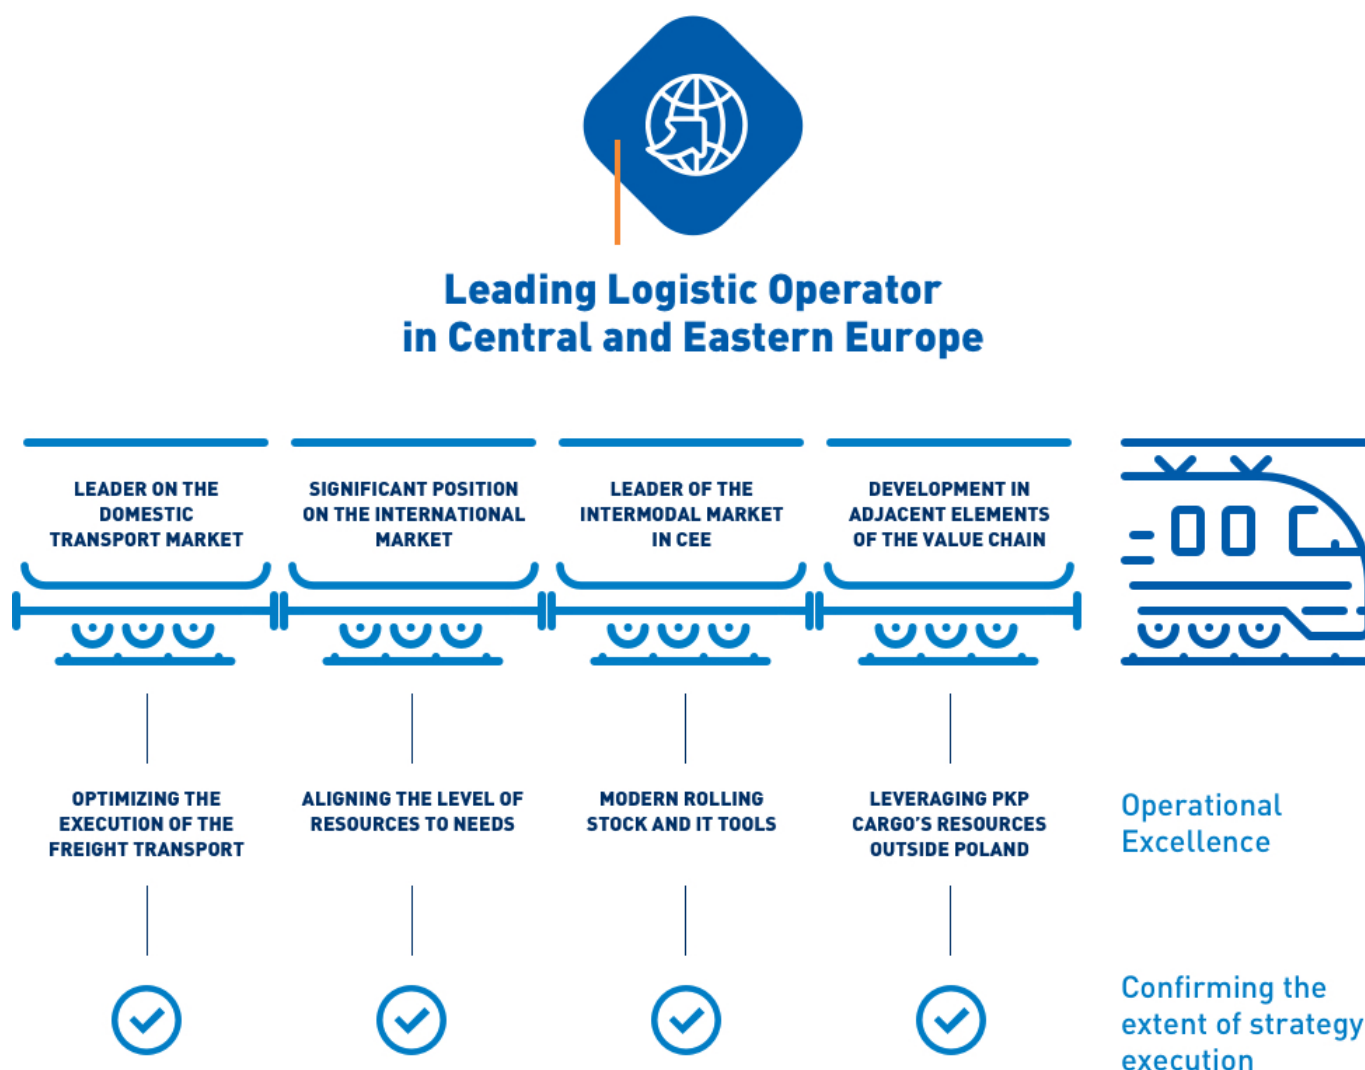 Leading Logistic Operator
in Central and Eastern Europe
LEADER ON THE
DOMESTIC
TRANSPORT MARKET
SIGNIFICANT POSITION
ON THE INTERNATIONAL
MARKET
LEADER OF THE
INTERMODAL MARKET
IN CEE
DEVELOPMENT IN
ADJACENT ELEMENTS
OF THE VALUE CHAIN
OPTIMIZING THE
EXECUTION OF THE
FREIGHT TRANSPORT
ALIGNING THE LEVEL OF
RESOURCES TO NEEDS
MODERN ROLLING
STOCK AND IT TOOLS
LEVERAGING PKP
CARGO'S RESOURCES
OUTSIDE POLAND
Operational
Excellence
Confirming the
extent of strategy
execution